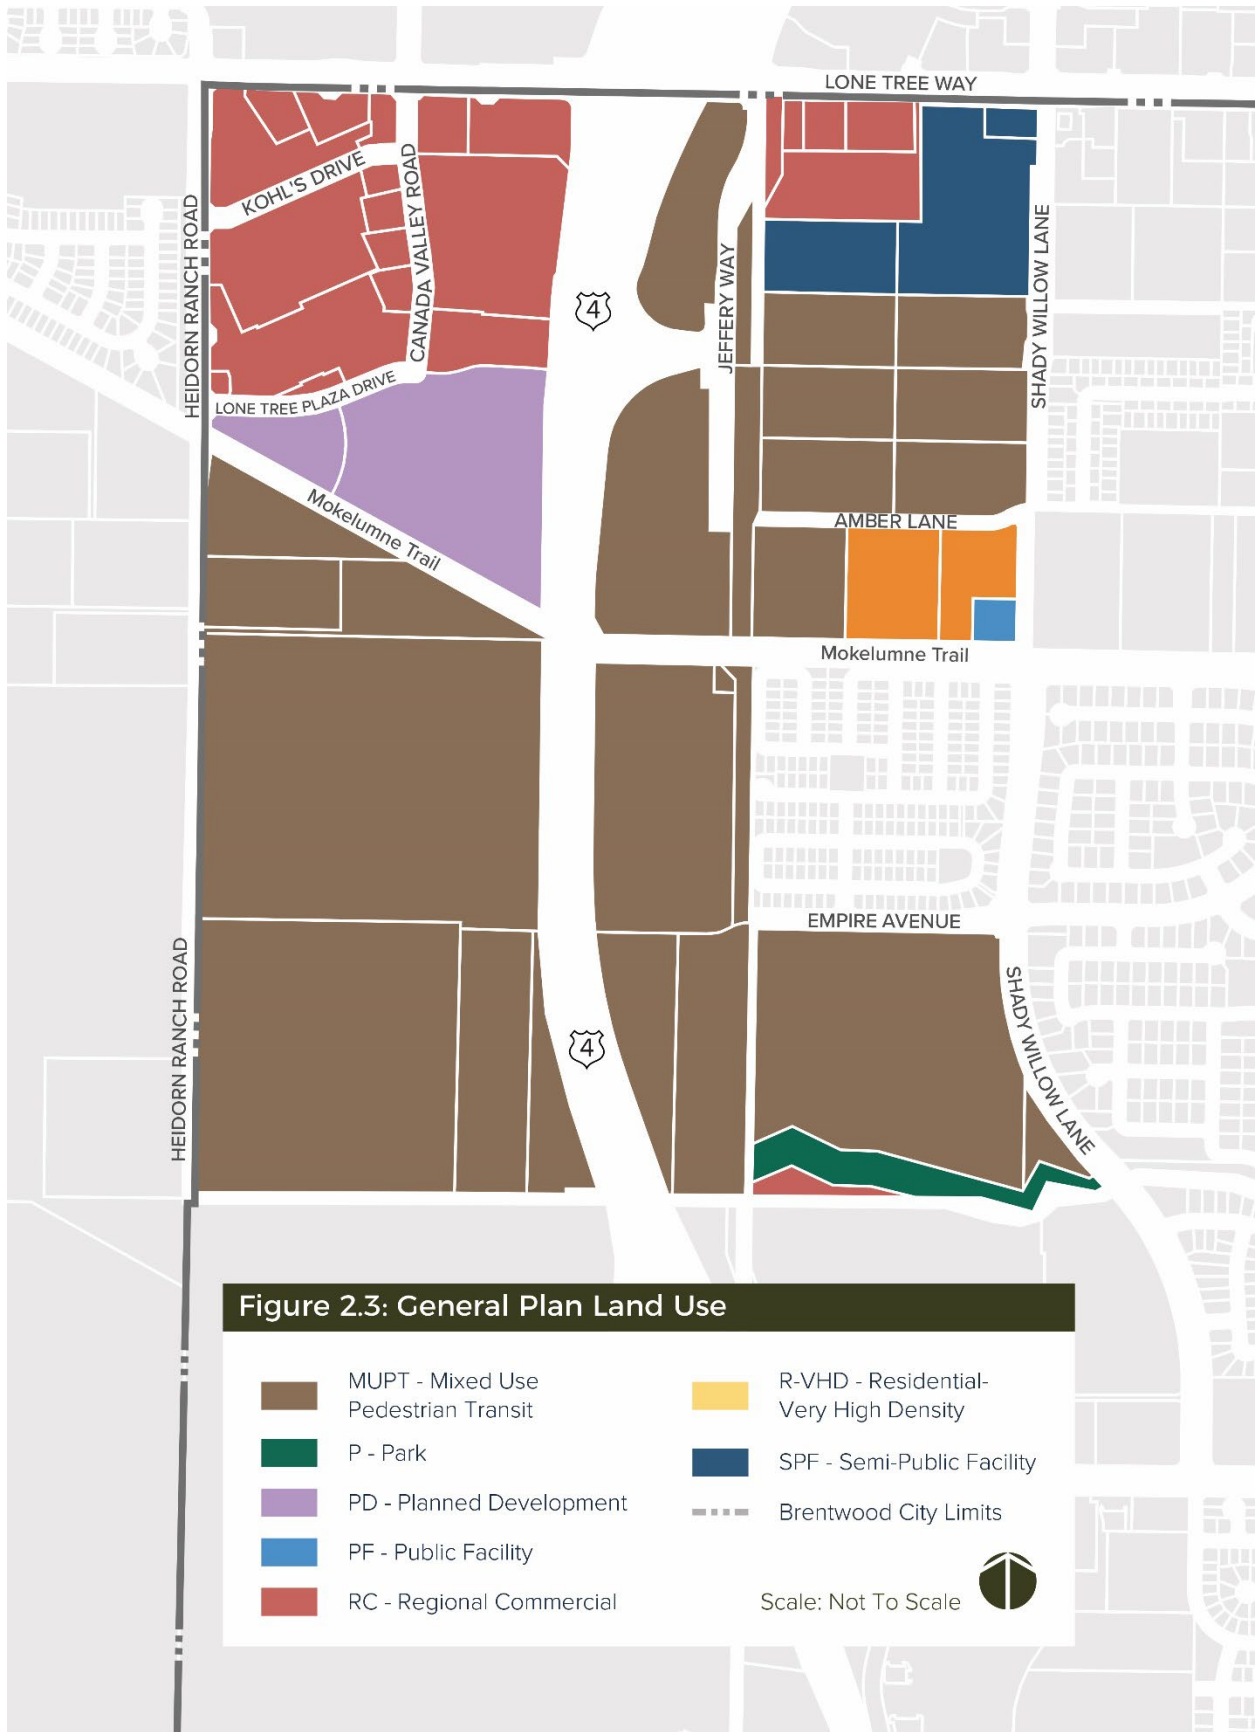 LONE TREE WAY
KOHL'S DRIVE
CANADA VALLEY ROAD
HEIDORN RANCH ROAD
4
JEFFERY WAY
SHADY WILLOW LANE
LONE TREE PLAZA DRIVE
Mokelumne Trail
AMBER LANE
Mokelumne Trail
EMPIRE AVENUE
HEIDORN RANCH ROAD
4
SHADY WILLOW LANE
Figure 2.3: General Plan Land Use
MUPT - Mixed Use
Pedestrian Transit
P - Park
PD - Planned Development
PF - Public Facility
RC - Regional Commercial
R-VHD - Residential-
Very High Density
SPF - Semi-Public Facility
Brentwood City Limits
Scale: Not To Scale